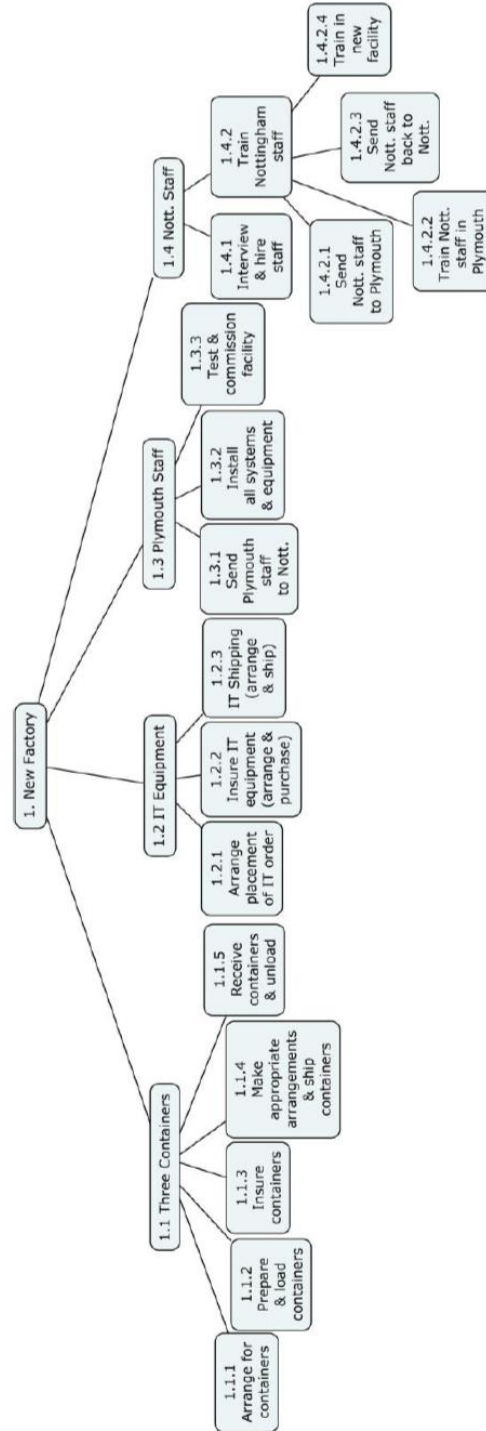 1. New Factory
1.1 Three Containers
1.1.1
Arrange for
containers
1.1.2
Prepare
& load
containers
1.1.3
Insure
containers
1.1.4
Make
appropriate
arrangements
& ship
containers
1.1.5
Receive
containers
& unload
1.2 IT Equipment
1.2.1
Arrange
placement
of IT order
1.2.2
Insure IT
equipment
(arrange &
purchase)
1.2.3
IT Shipping
(arrange
& ship)
1.3 Plymouth Staff
1.3.1
Send
Plymouth
staff
to Nott.
1.3.2
Install
all systems
& equipment
1.3.3
Test &
commission
facility
1.4 Nott. Staff
1.4.1
Interview
& hire
staff
1.4.2
Train
Nottingham
staff
1.4.2.1
Send
Nott. staff
to Plymouth
1.4.2.2
Train Nott.
staff in
Plymouth
1.4.2.3
Send
Nott. staff
back to
Nott.
1.4.2.4
Train in
new
facility